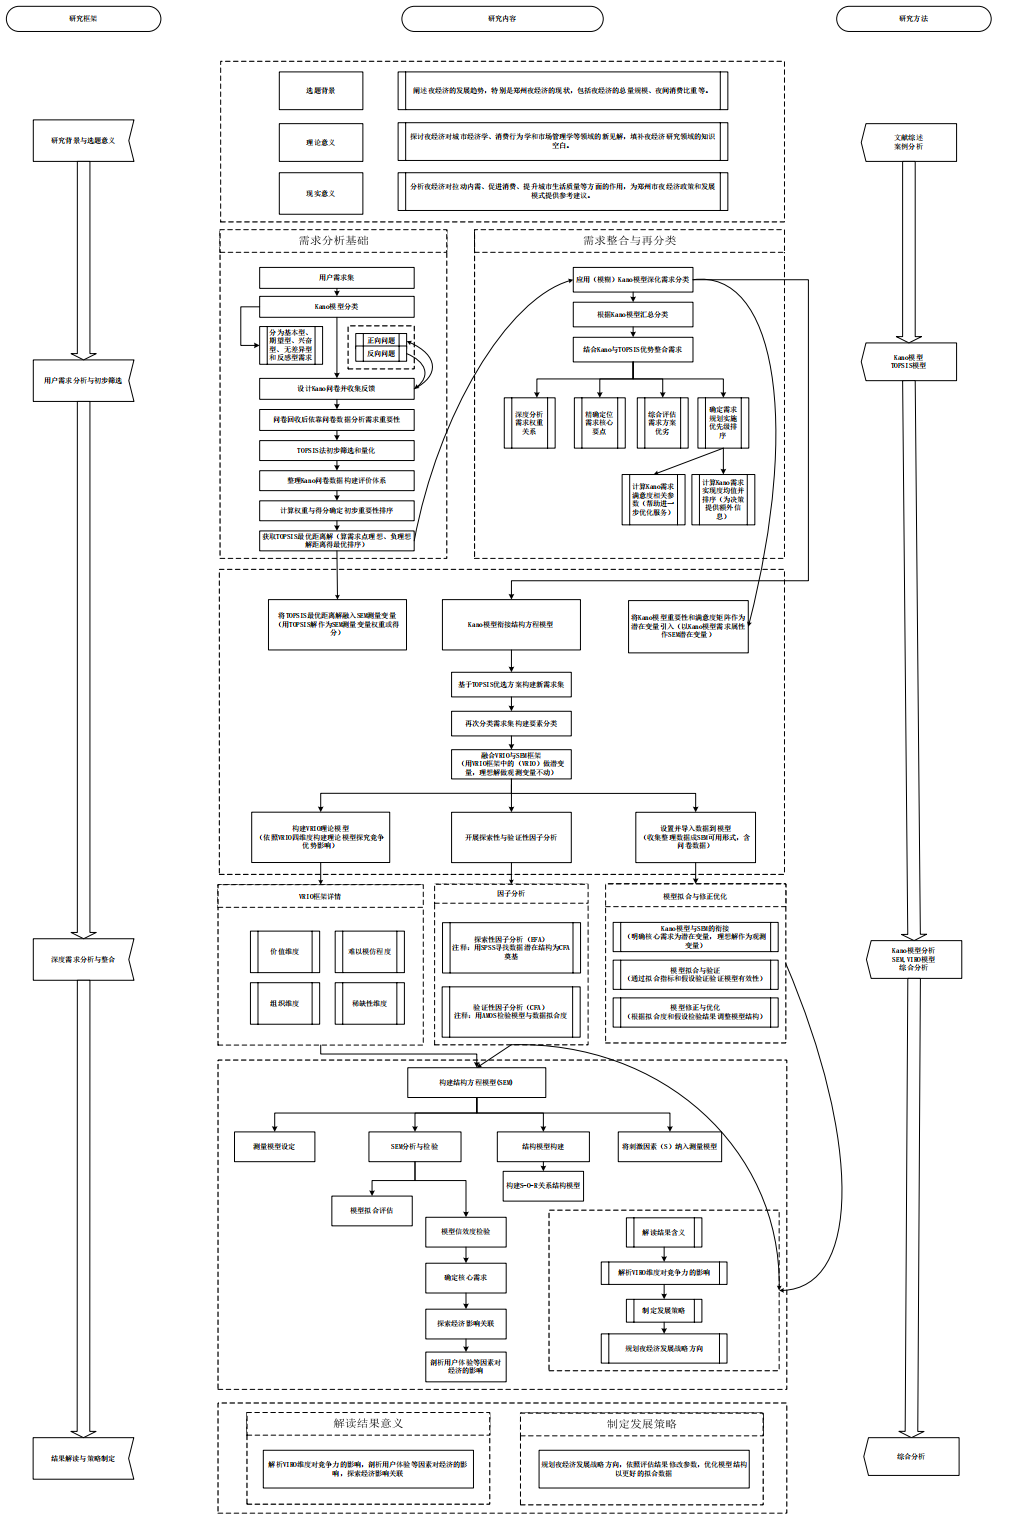 研究框架
研究内容
研究方法
选题背景
阐述夜经济的发展趋势，特别是郑州夜经济的现状，包括夜经济的总量规模、夜间消费比重等。
研究背景与选题意义
理论意义
探讨夜经济对城市经济学、消费行为学和市场管理学等领域的新见解，填补夜经济研究领域的知识
空白。
文献综述
案例分析
现实意义
分析夜经济对拉动内需、促进消费、提升城市生活质量等方面的作用，为郑州市夜经济政策和发展
模式提供参考建议。
需求分析基础
用户需求集
Kano模型分类
分为基本型、
期望型、兴奋
型、无差异型
和反感型需求
正向问题
反向问题
设计Kano问卷并收集反馈
问卷回收后依靠问卷数据分析需求重要性
TOPSIS法初步筛选和量化
整理Kano问卷数据构建评价体系
计算权重与得分确定初步重要性排序
获取TOPSIS最优距离解（算需求点理想、负理想
解距离得最优排序）
需求整合与再分类
应用（模糊）Kano模型深化需求分类
根据Kano模型汇总分类
结合Kano与TOPSIS优势整合需求
深度分析
需求权重
关系
精确定位
需求核心
要点
综合评估
需求方案
优劣
确定需求
规划实施
优先级排
序
计算Kano需求
满意度相关参
数（帮助进一
步优化服务）
计算Kano需求
实现度均值并
排序（为决策
提供额外信
息）
用户需求分析与初步筛选
Kano模型
TOPSIS模型
将TOPSIS最优距离解融入SEM测量变量
（用TOPSIS解作为SEM测量变量权重或得
分）
Kano模型衔接结构方程模型
将Kano模型重要性和满意度矩阵作为
潜在变量引入（以Kano模型需求属性
作SEM潜在变量）
基于TOPSIS优选方案构建新需求集
再次分类需求集构建要素分类
融合VRIO与SEM框架
（用VRIO框架中的（VRIO）做潜变
量，理想解做观测变量不动）
构建VRIO理论模型
（依照VRIO四维度构建理论模型探究竞争
优势影响）
开展探索性与验证性因子分析
设置并导入数据到模型
（收集整理数据成SEM可用形式，含
问卷数据）
VRIO框架详情
价值维度
难以模仿程度
组织维度
稀缺性维度
因子分析
探索性因子分析（EFA）
注释：用SPSS寻找数据潜在结构为CFA
奠基
验证性因子分析（CFA）
注释：用AMOS检验模型与数据拟合度
模型拟合与修正优化
Kano模型与SEM的衔接
（明确核心需求为潜在变量，理想解作为观测
变量）
模型拟合与验证
（通过拟合指标和假设验证验证模型有效性）
模型修正与优化
（根据拟合度和假设检验结果调整模型结构）
深度需求分析与整合
Kano模型分析
SEM,VIRO模型
综合分析
构建结构方程模型(SEM)
测量模型设定
SEM分析与检验
结构模型构建
将刺激因素（S）纳入测量模型
构建S-O-R关系结构模型
模型拟合评估
模型信效度检验
确定核心需求
探索经济影响关联
剖析用户体验等因素对
经济的影响
解读结果含义
解析VIRO维度对竞争力的影响
制定发展策略
规划夜经济发展战略方向
解读结果意义
解析VIRO维度对竞争力的影响，剖析用户体验等因素对经济的影
响，探索经济影响关联
制定发展策略
规划夜经济发展战略方向，依照评估结果修改参数，优化模型结构
以更好的拟合数据
结果解读与策略制定
综合分析